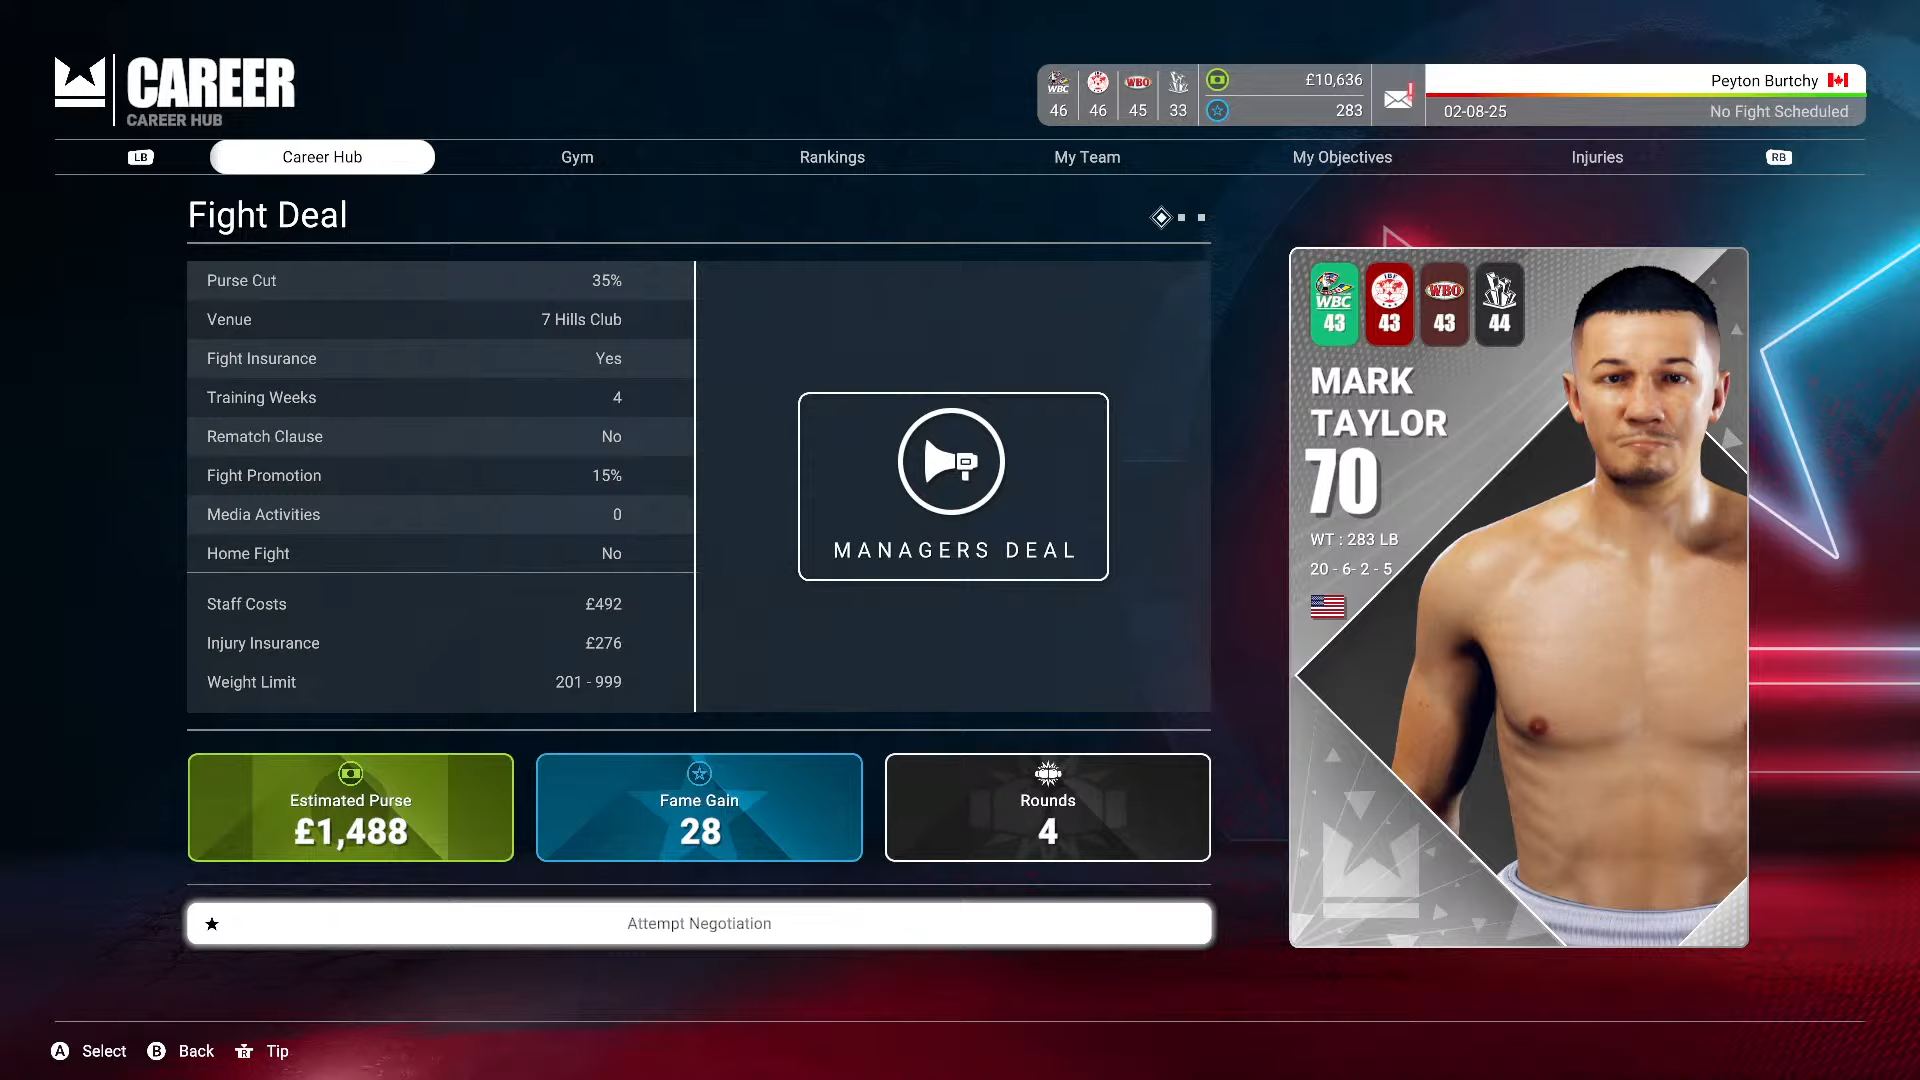 CAREER
CAREER HUB
WBC
WBO
46
46
45
33
£10,636
283
Peyton Burtchy
02-08-25
No Fight Scheduled
LB
Career Hub
Gym
Rankings
My Team
My Objectives
Injuries
RB
Fight Deal
Purse Cut 35%
Venue 7 Hills Club
Fight Insurance Yes
Training Weeks 4
Rematch Clause No
Fight Promotion 15%
Media Activities 0
Home Fight No
Staff Costs £492
Injury Insurance £276
Weight Limit 201 - 999
MANAGERS DEAL
WBC
43
IBF
43
WBO
43
44
MARK
TAYLOR
70
WT : 283 LB
20 - 6- 2 - 5
Estimated Purse
£1,488
Fame Gain
28
Rounds
4
Attempt Negotiation
A Select
B Back
R Tip